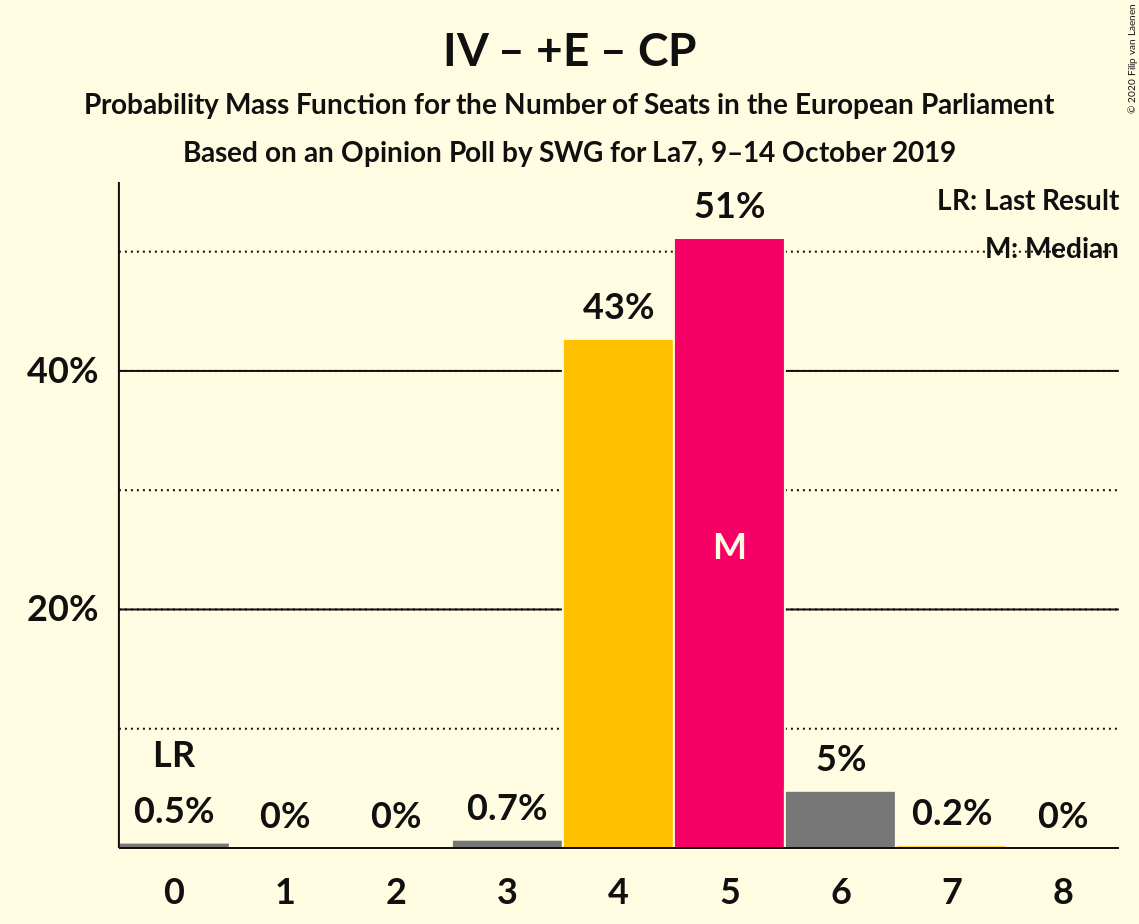 IV – +E – CP
Probability Mass Function for the Number of Seats in the European Parliament
Based on an Opinion Poll by SWG for La7, 9–14 October 2019
© 2020 Filip van Laenen
LR: Last Result
M: Median
51%
43%
40%
M
20%
LR
5%
0.5%
0%
0%
0.7%
0.2%
0%
0
1
2
3
4
5
6
7
8